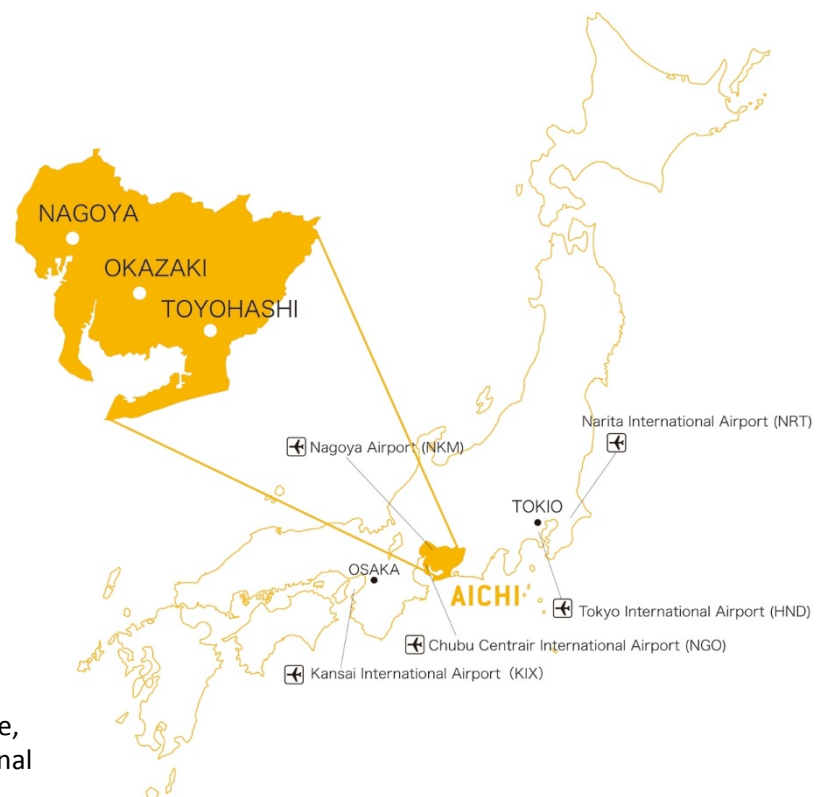 NAGOYA
OKAZAKI
TOYOHASHI
Narita International Airport (NRT)
Nagoya Airport (NKM)
TOKIO
OSAKA
AICHI
Tokyo International Airport (HND)
Chubu Centrair International Airport (NGO)
Kansai International Airport (KIX)
e,
nal